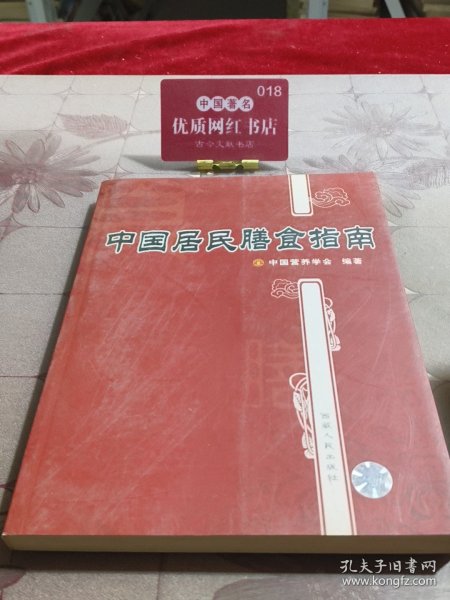 018
中国著名
优质网红书店
古今文献书店
中国居民膳食指南
中国营养学会 编著
西藏人民出版社
孔夫子旧书网
www.kongfz.com